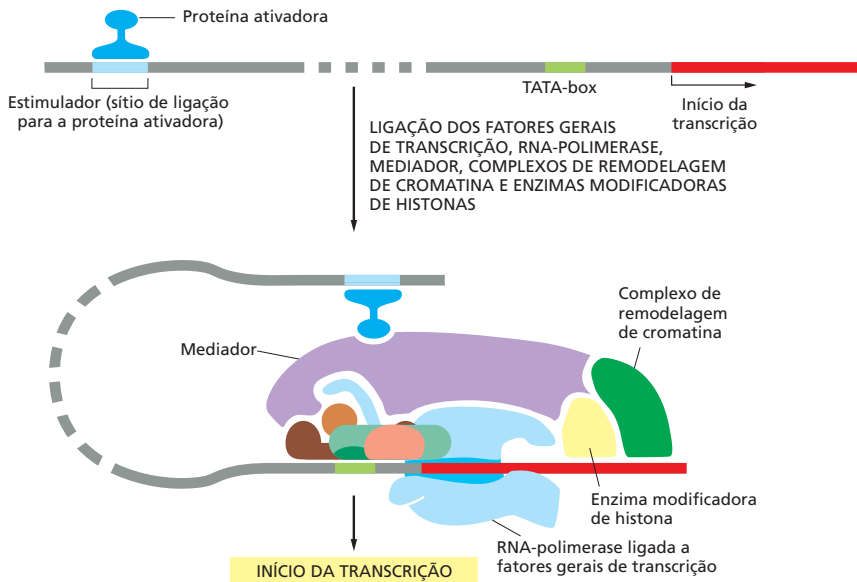 Proteína ativadora
Estimulador (sítio de ligação
para a proteína ativadora)
TATA-box
Início da
transcrição
LIGAÇÃO DOS FATORES GERAIS
DE TRANSCRIÇÃO, RNA-POLIMERASE,
MEDIADOR, COMPLEXOS DE REMODELAGEM
DE CROMATINA E ENZIMAS MODIFICADORAS
DE HISTONAS
Complexo de
remodelagem
de cromatina
Mediador
Enzima modificadora
de histona
RNA-polimerase ligada a
fatores gerais de transcrição
INÍCIO DA TRANSCRIÇÃO